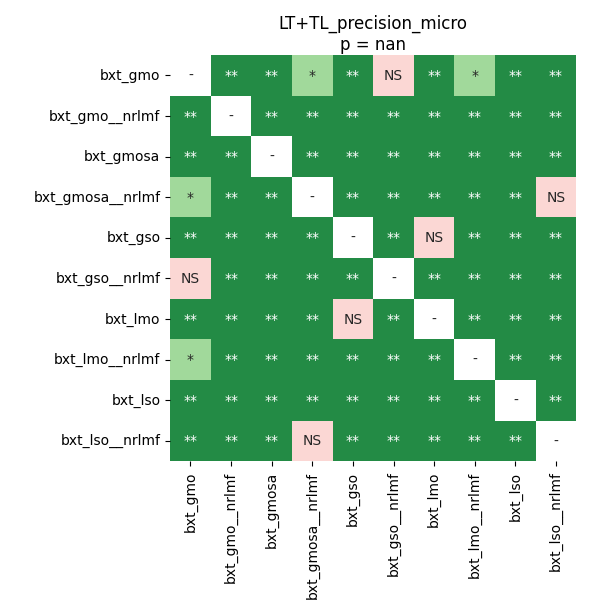 LT+TL_precision_micro
p = nan
bxt_gmo - ** ** * ** NS ** * ** **
bxt_gmo__nrlmf ** - ** ** ** ** ** ** ** **
bxt_gmosa ** ** - ** ** ** ** ** ** **
bxt_gmosa__nrlmf * ** ** - ** ** ** ** ** NS
bxt_gso ** ** ** ** - ** NS ** ** **
bxt_gso__nrlmf NS ** ** ** ** - ** ** ** **
bxt_lmo ** ** ** ** NS ** - ** ** **
bxt_lmo__nrlmf * ** ** ** ** ** ** - ** **
bxt_lso ** ** ** ** ** ** ** ** - **
bxt_lso__nrlmf ** ** ** NS ** ** ** ** ** -
bxt_gmo
bxt_gmo__nrlmf
bxt_gmosa
bxt_gmosa__nrlmf
bxt_gso
bxt_gso__nrlmf
bxt_lmo
bxt_lmo__nrlmf
bxt_lso
bxt_lso__nrlmf